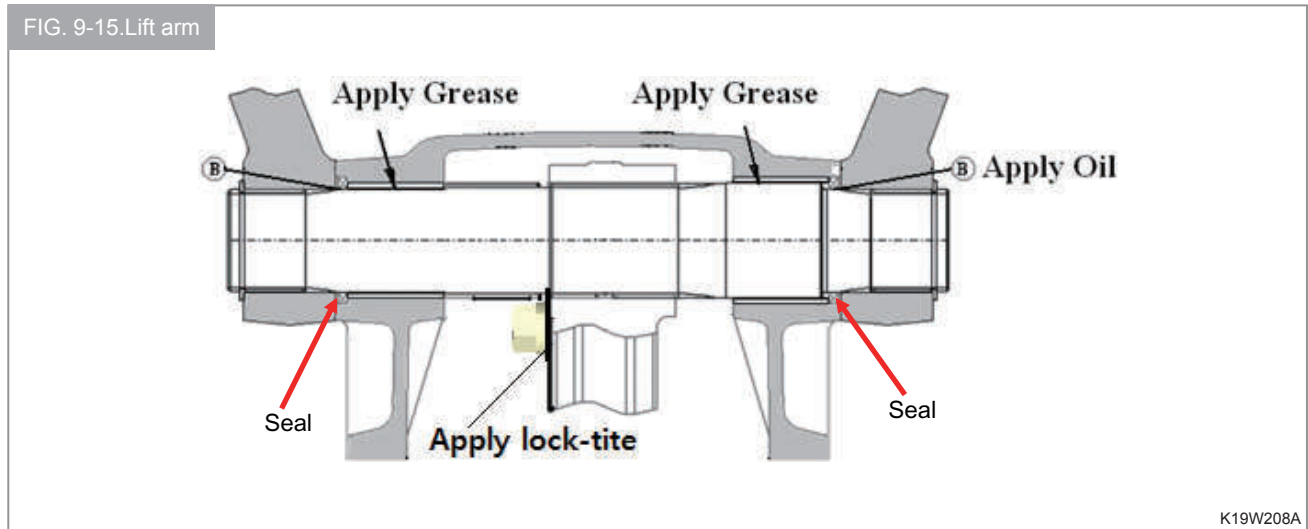 FIG. 9-15.Lift arm
Apply Grease
Apply Grease
B
B Apply Oil
Seal
Seal
Apply lock-tite
K19W208A